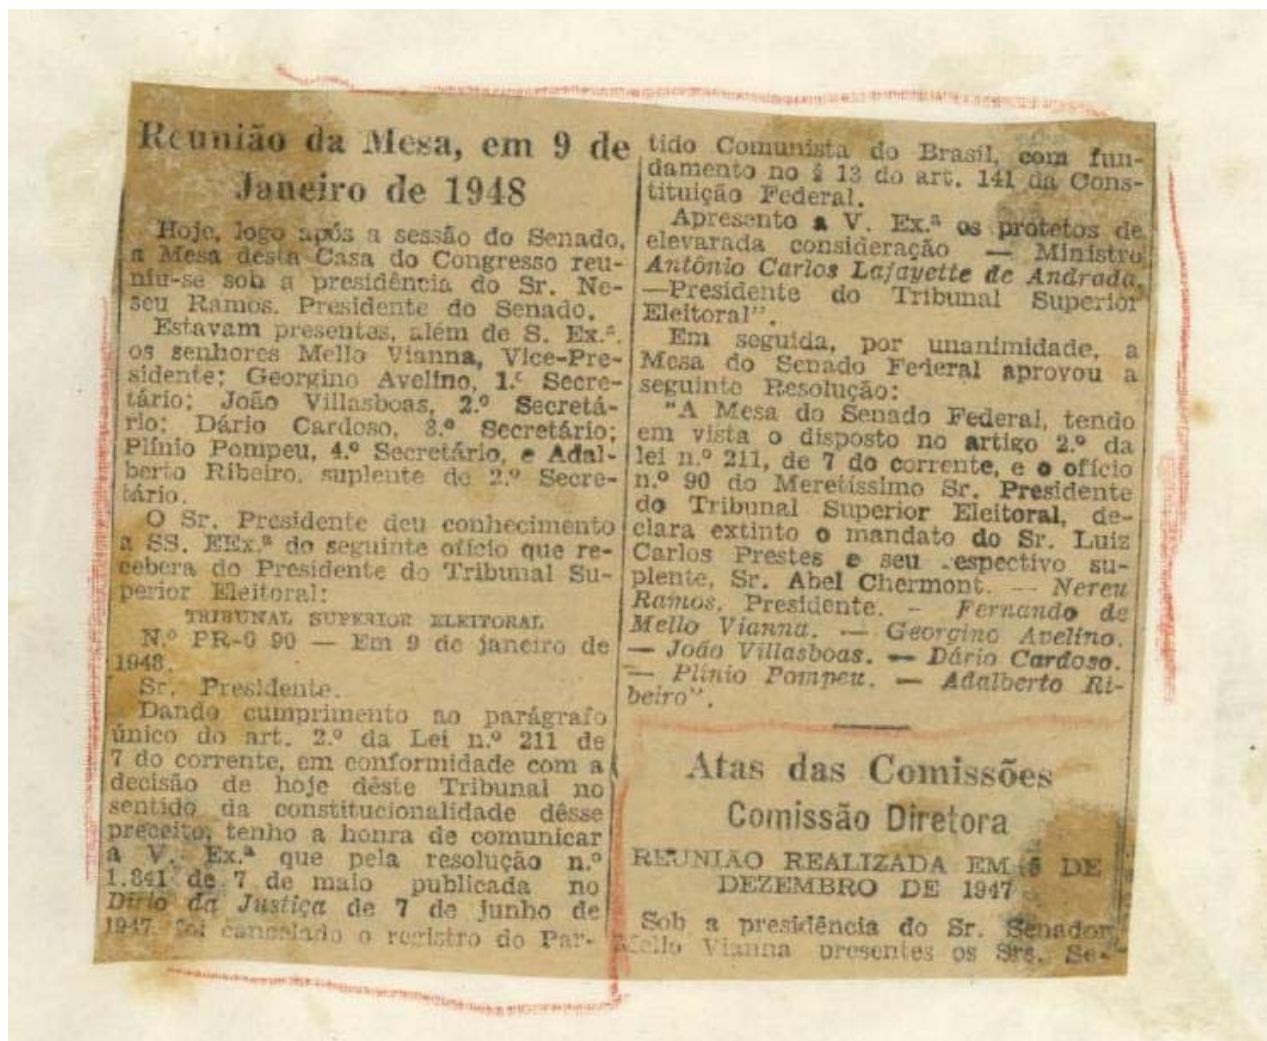 Reunião da Mesa, em 9 de
Janeiro de 1948
Hoje, logo após a sessão do Senado,
a Mesa desta Casa do Congresso reu-
niu-se sob a presidência do Sr. Ne-
seu Ramos. Presidente do Senado.
Estavam presentes, além de S. Ex.ª.
os senhores Mello Vianna, Vice-Pre-
sidente; Georgino Avelino, 1.º Secre-
tário; João Villasboas, 2.º Secretá-
rio; Dário Cardoso, 3.º Secretário;
Plínio Pompeu, 4.º Secretário, e Adal-
berto Ribeiro, suplente de 2.º Secre-
tário.
O Sr. Presidente deu conhecimento
a SS. EEx.ª do seguinte ofício que re-
cebera do Presidente do Tribunal Su-
perior Eleitoral:
TRIBUNAL SUPERIOR ELEITORAL
N.º PR-0 90 — Em 9 de janeiro de
1948.
Sr. Presidente.
Dando cumprimento ao parágrafo
único do art. 2.º da Lei n.º 211 de
7 do corrente, em conformidade com a
decisão de hoje dêste Tribunal no
sentido da constitucionalidade dêsse
preceito, tenho a honra de comunicar
a V. Ex.ª que pela resolução n.º
1.841 de 7 de maio publicada no
Dirio da Justiça de 7 de junho de
1947, foi cancelado o registro do Par-
tido Comunista do Brasil, com fun-
damento no § 13 do art. 141 da Cons-
tituição Federal.
Apresento a V. Ex.ª os protetos de
elevarada consideração — Ministro
Antônio Carlos Lafayette de Andrada,
—Presidente do Tribunal Superior
Eleitoral".
Em seguida, por unanimidade, a
Mesa do Senado Federal aprovou a
seguinte Resolução:
"A Mesa do Senado Federal, tendo
em vista o disposto no artigo 2.º da
lei n.º 211, de 7 do corrente, e o ofício
n.º 90 do Meretíssimo Sr. Presidente
do Tribunal Superior Eleitoral, de-
clara extinto o mandato do Sr. Luiz
Carlos Prestes e seu espectivo su-
plente, Sr. Abel Chermont. — Nereu
Ramos, Presidente. — Fernando de
Mello Vianna. — Georgino Avelino.
— João Villasboas. — Dário Cardoso.
— Plínio Pompeu. — Adalberto Ri-
beiro".
Atas das Comissões
Comissão Diretora
REUNIÃO REALIZADA EM DE
DEZEMBRO DE 1947
Sob a presidência do Sr. Senador
Mello Vianna presentes os Srs. Se-